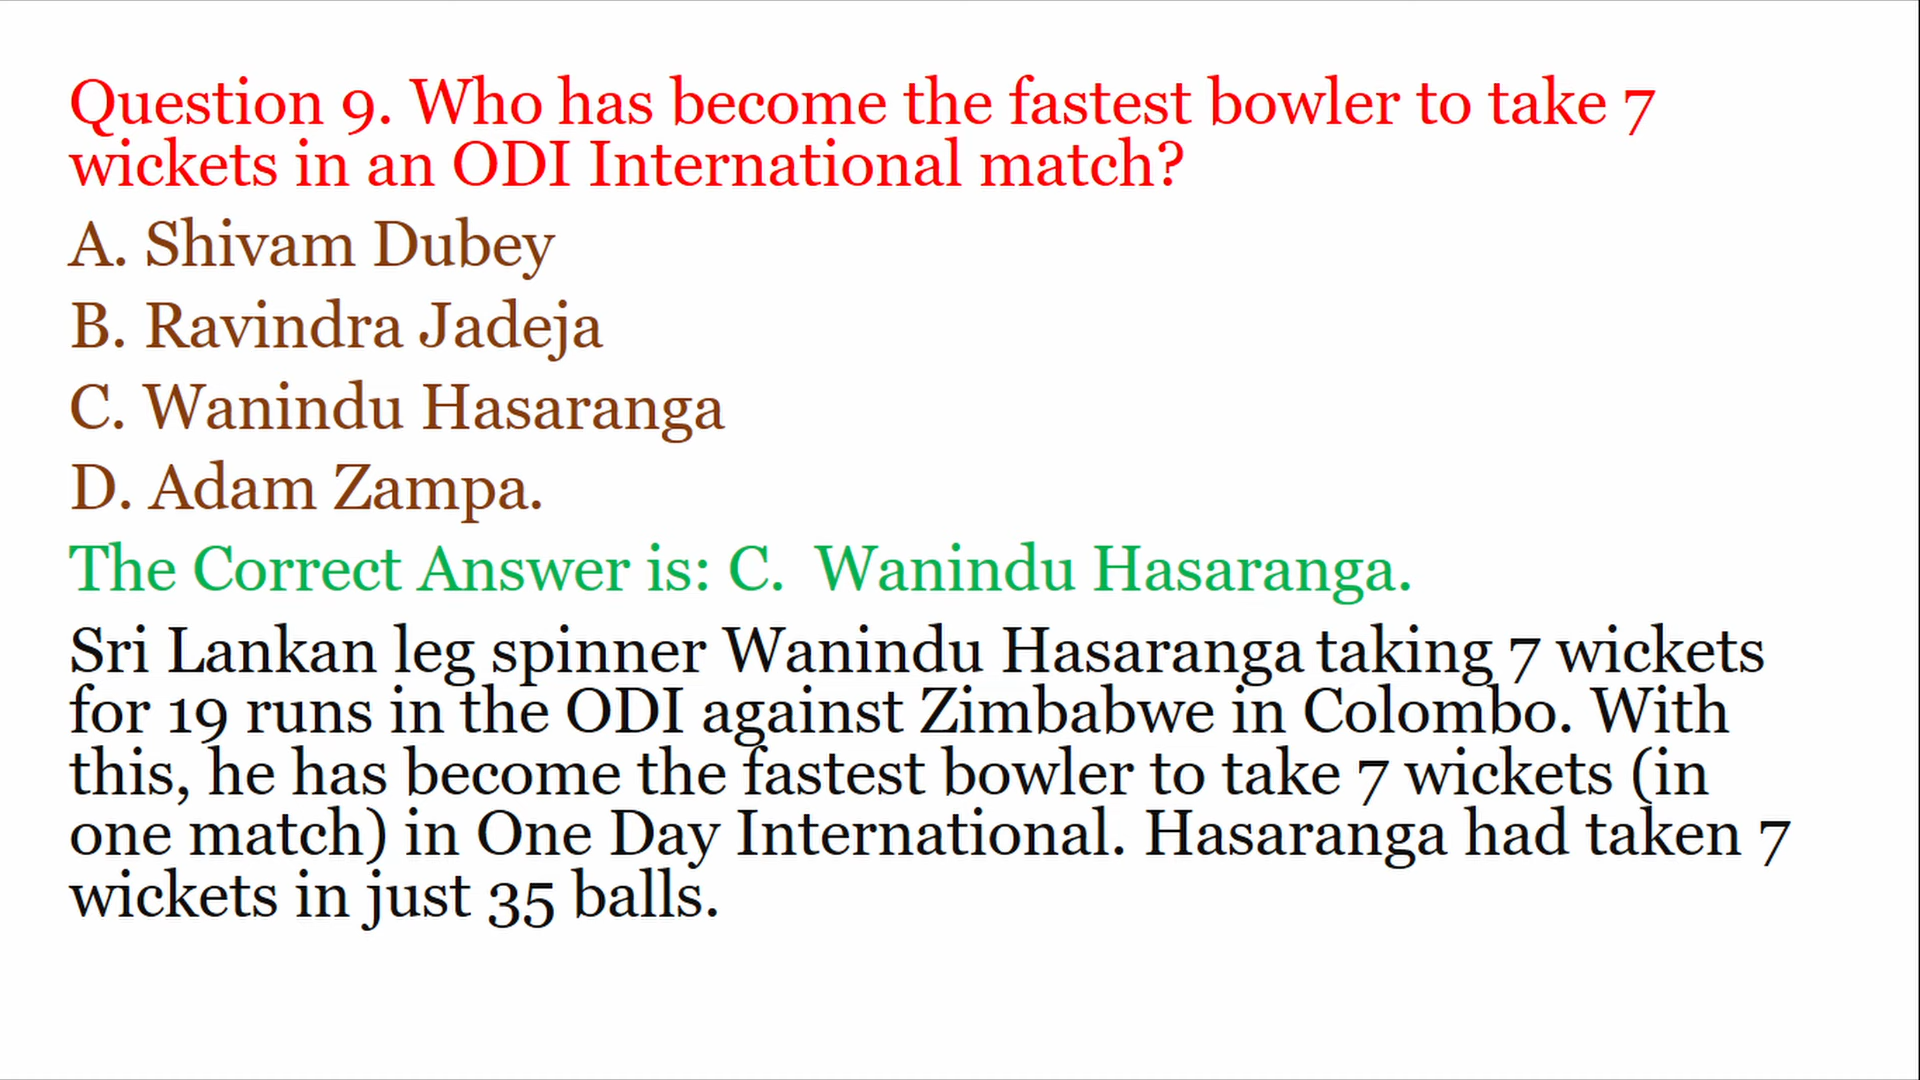 Question 9. Who has become the fastest bowler to take 7
wickets in an ODI International match?
A. Shivam Dubey
B. Ravindra Jadeja
C. Wanindu Hasaranga
D. Adam Zampa.
The Correct Answer is: C.  Wanindu Hasaranga.
Sri Lankan leg spinner Wanindu Hasaranga taking 7 wickets
for 19 runs in the ODI against Zimbabwe in Colombo. With
this, he has become the fastest bowler to take 7 wickets (in
one match) in One Day International. Hasaranga had taken 7
wickets in just 35 balls.